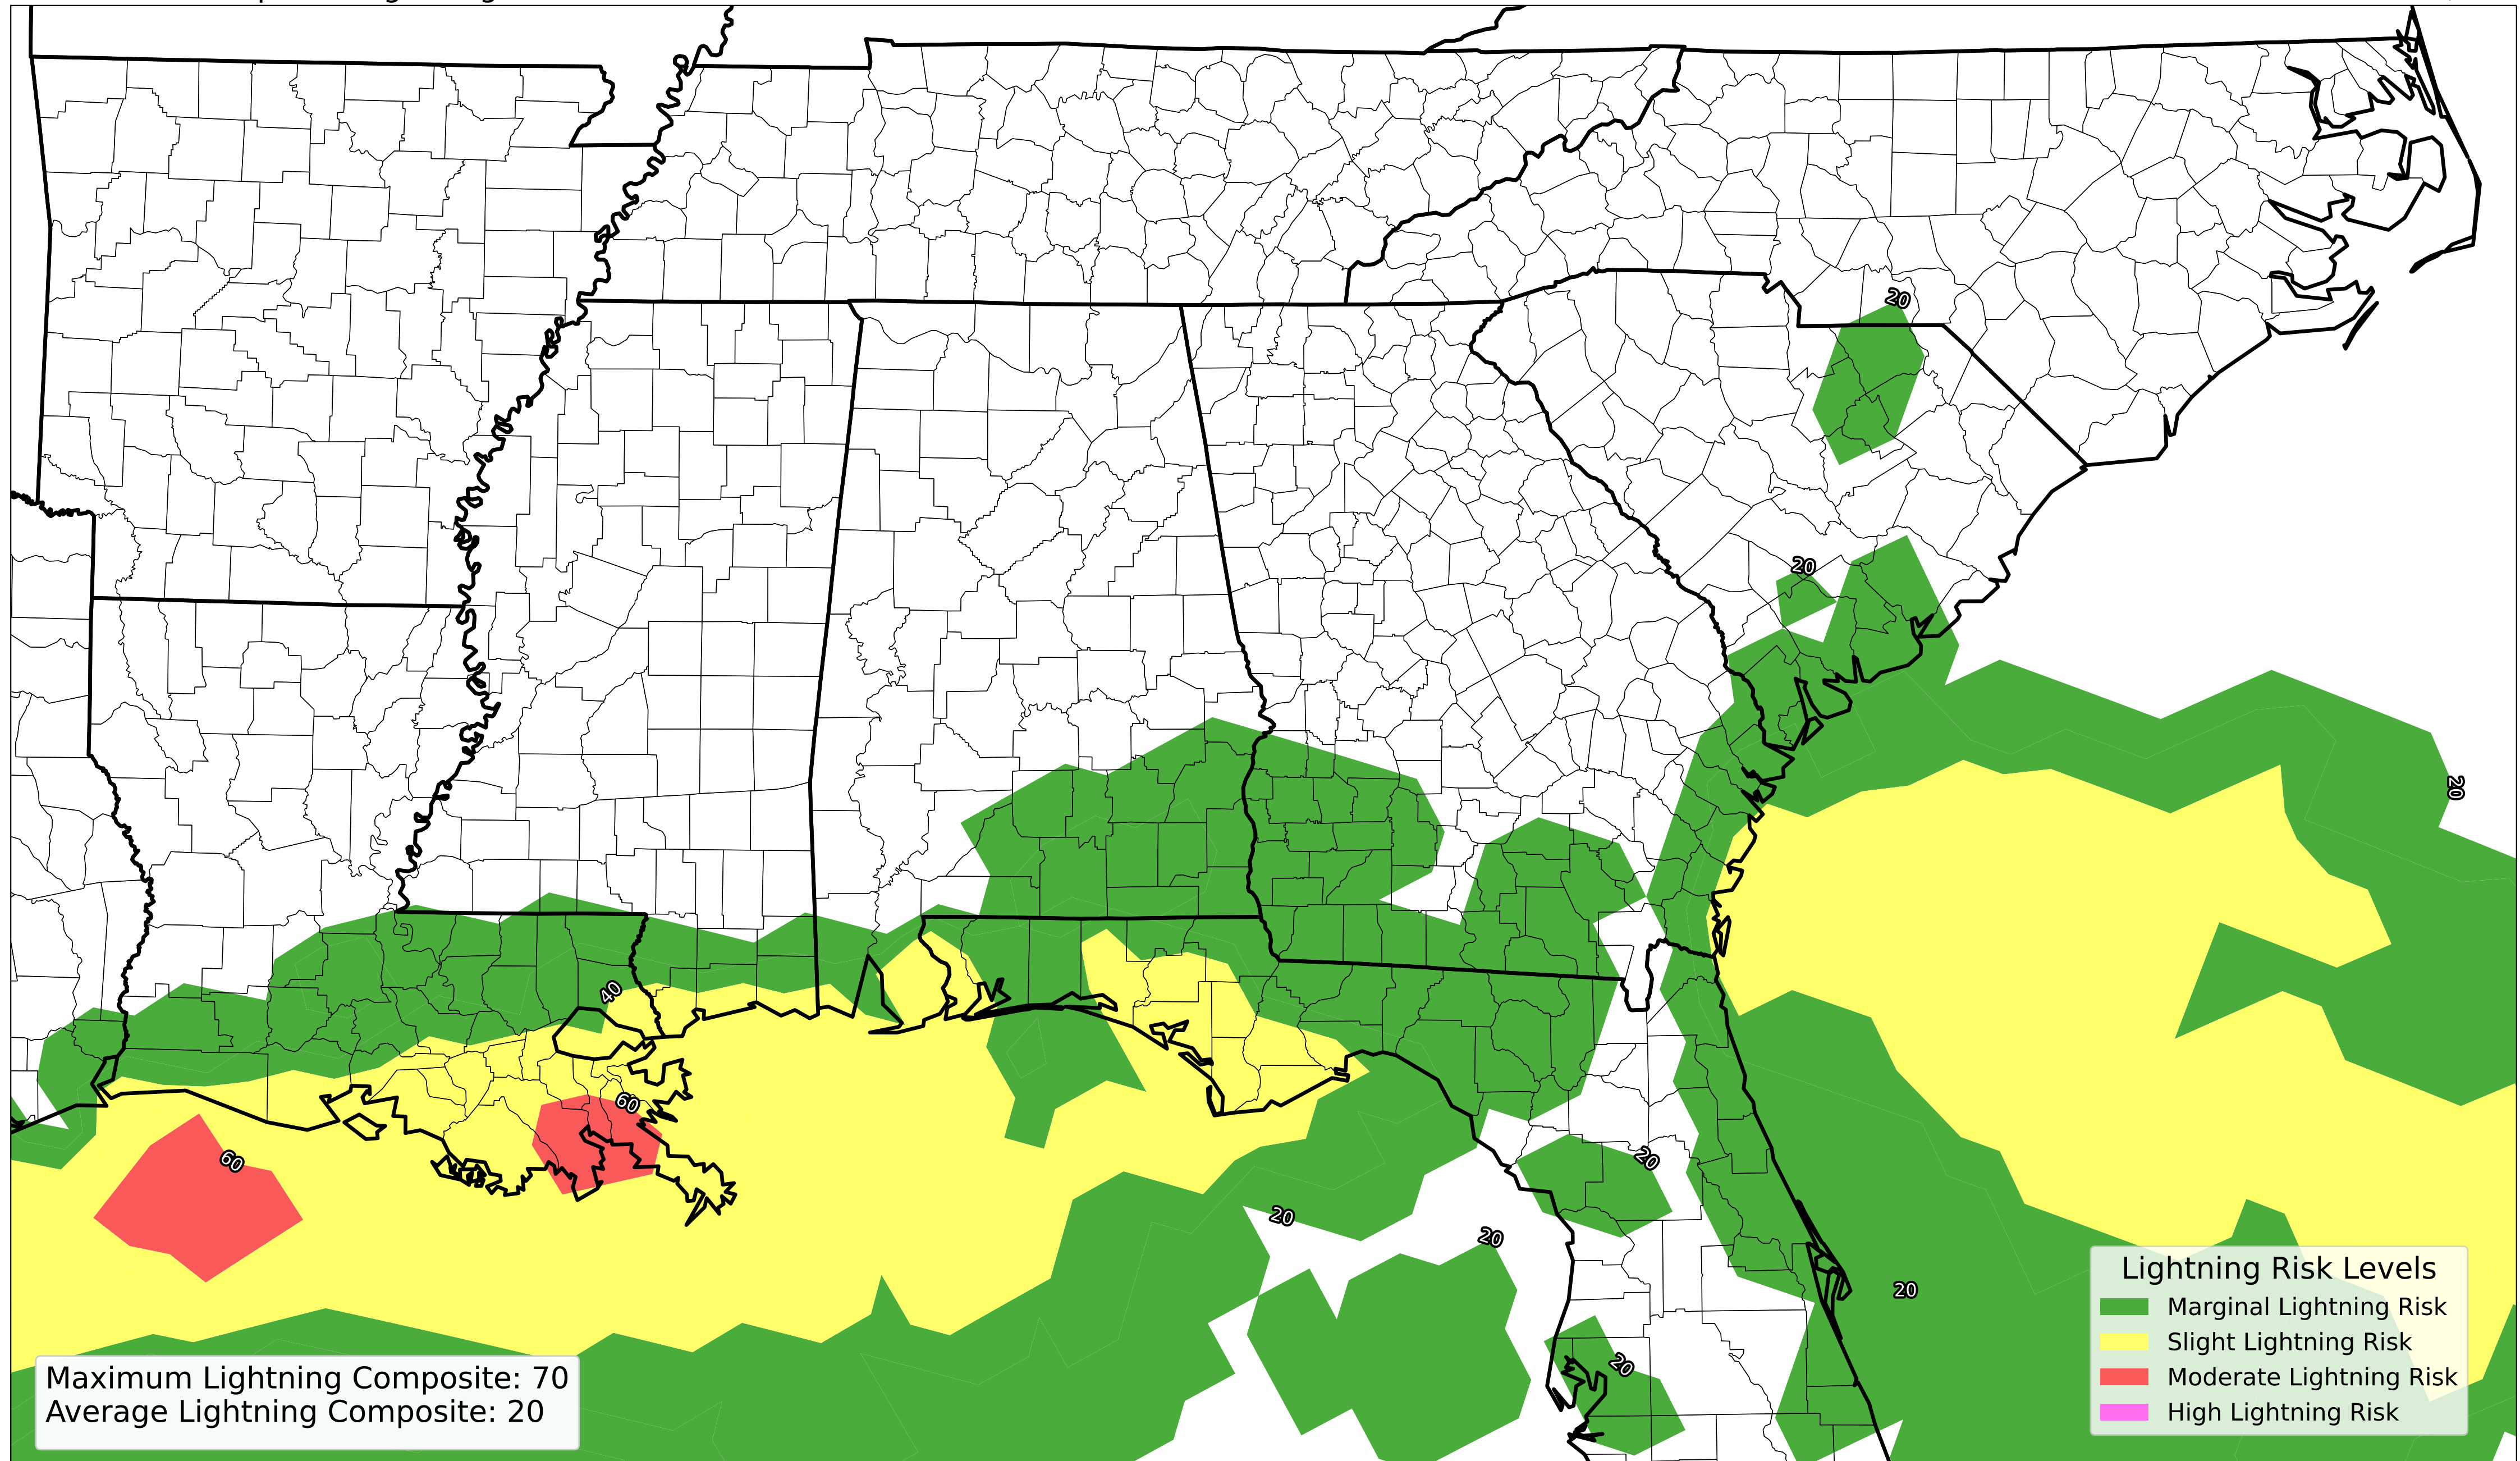 20
20
20
40
60
60
20
20
20
20
20
Lightning Risk Levels
Marginal Lightning Risk
Slight Lightning Risk
Moderate Lightning Risk
High Lightning Risk
Maximum Lightning Composite: 70
Average Lightning Composite: 20